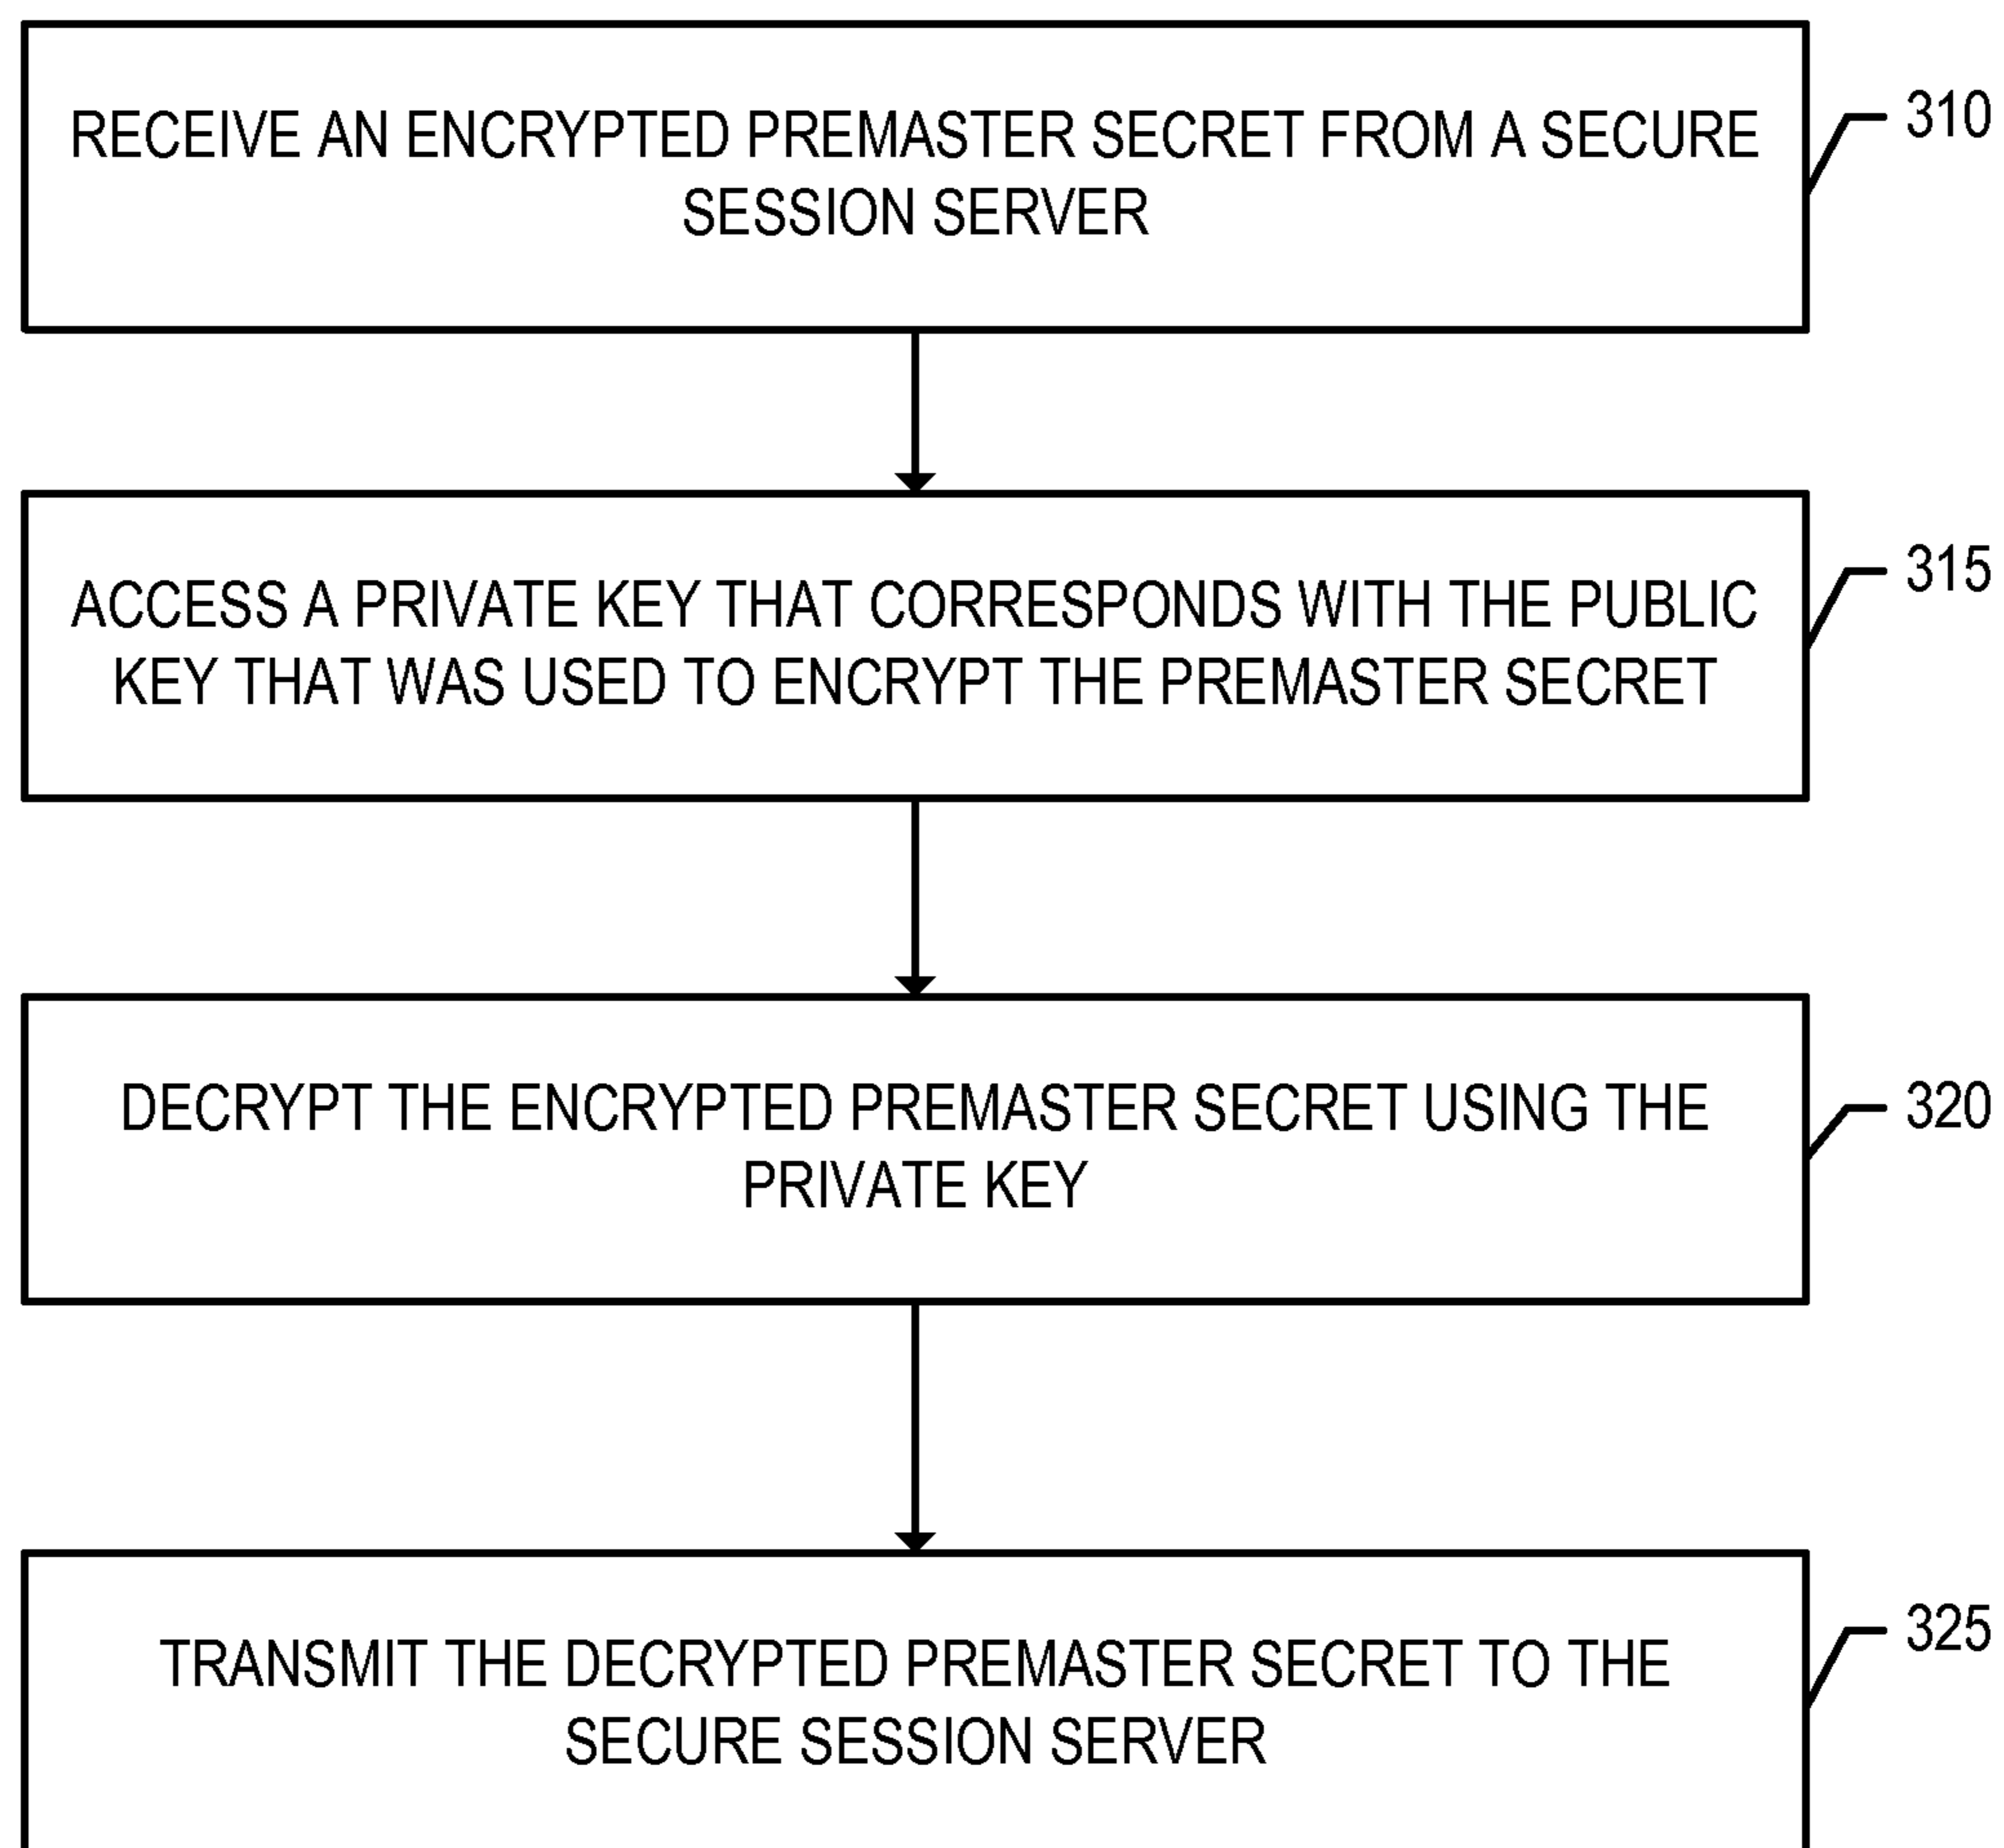 RECEIVE AN ENCRYPTED PREMASTER SECRET FROM A SECURE
SESSION SERVER
310
ACCESS A PRIVATE KEY THAT CORRESPONDS WITH THE PUBLIC
KEY THAT WAS USED TO ENCRYPT THE PREMASTER SECRET
315
DECRYPT THE ENCRYPTED PREMASTER SECRET USING THE
PRIVATE KEY
320
TRANSMIT THE DECRYPTED PREMASTER SECRET TO THE
SECURE SESSION SERVER
325